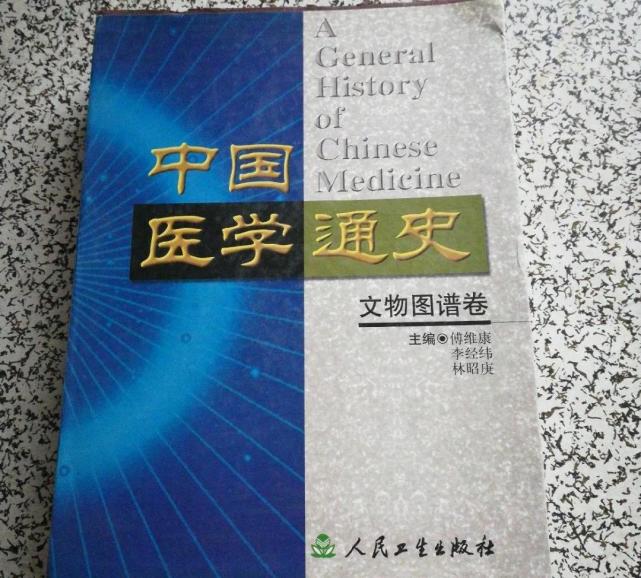 A
General
History
of
Chinese
Medicine
中国
医学通史
文物图谱卷
主编◉傅维康
李经纬
林昭庚
人民卫生出版社